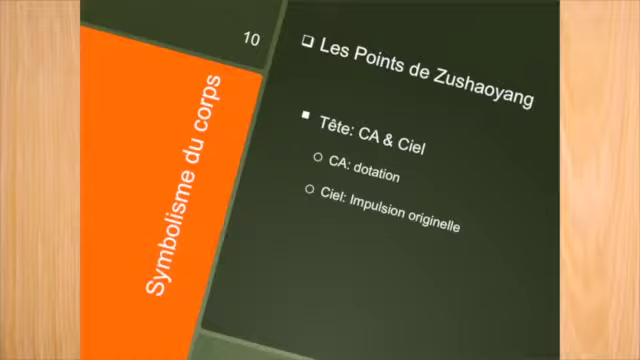 10
Symbolisme du corps
Les Points de Zushaoyang
Tête: CA & Ciel
CA: dotation
Ciel: Impulsion originelle